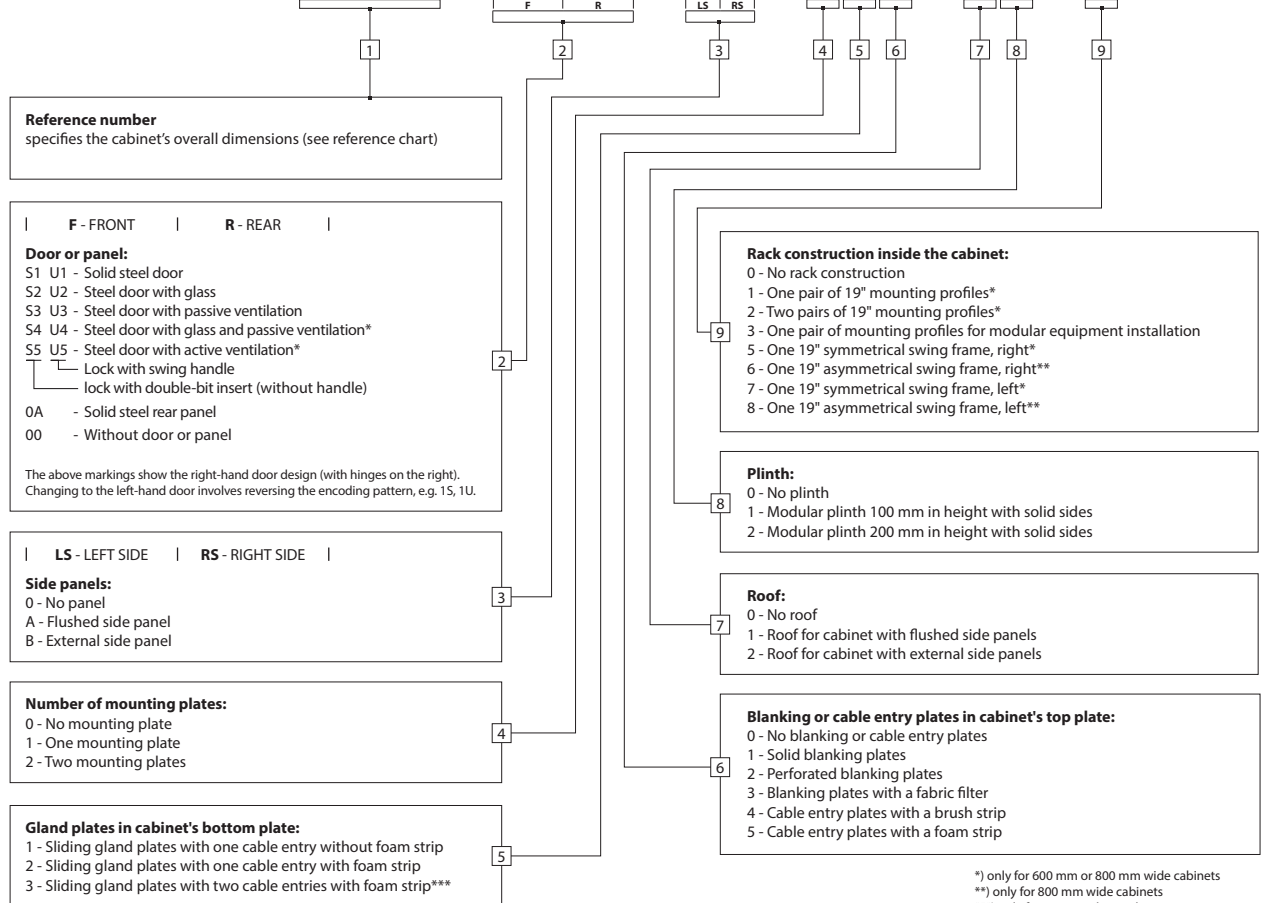 F R LS RS
1 2 3 4 5 6 7 8 9
Reference number
specifies the cabinet's overall dimensions (see reference chart)
F - FRONT R - REAR
Door or panel:
S1 U1 - Solid steel door
S2 U2 - Steel door with glass
S3 U3 - Steel door with passive ventilation
S4 U4 - Steel door with glass and passive ventilation*
S5 U5 - Steel door with active ventilation*
Lock with swing handle
lock with double-bit insert (without handle)
0A - Solid steel rear panel
00 - Without door or panel
The above markings show the right-hand door design (with hinges on the right).
Changing to the left-hand door involves reversing the encoding pattern, e.g. 1S, 1U.
2
LS - LEFT SIDE RS - RIGHT SIDE
Side panels:
0 - No panel
A - Flushed side panel
B - External side panel
3
Number of mounting plates:
0 - No mounting plate
1 - One mounting plate
2 - Two mounting plates
4
Gland plates in cabinet's bottom plate:
1 - Sliding gland plates with one cable entry without foam strip
2 - Sliding gland plates with one cable entry with foam strip
3 - Sliding gland plates with two cable entries with foam strip***
5
Rack construction inside the cabinet:
0 - No rack construction
1 - One pair of 19" mounting profiles*
2 - Two pairs of 19" mounting profiles*
3 - One pair of mounting profiles for modular equipment installation
5 - One 19" symmetrical swing frame, right*
6 - One 19" asymmetrical swing frame, right**
7 - One 19" symmetrical swing frame, left*
8 - One 19" asymmetrical swing frame, left**
9
Plinth:
0 - No plinth
1 - Modular plinth 100 mm in height with solid sides
2 - Modular plinth 200 mm in height with solid sides
8
Roof:
0 - No roof
1 - Roof for cabinet with flushed side panels
2 - Roof for cabinet with external side panels
7
Blanking or cable entry plates in cabinet's top plate:
0 - No blanking or cable entry plates
1 - Solid blanking plates
2 - Perforated blanking plates
3 - Blanking plates with a fabric filter
4 - Cable entry plates with a brush strip
5 - Cable entry plates with a foam strip
6
*) only for 600 mm or 800 mm wide cabinets
**) only for 800 mm wide cabinets